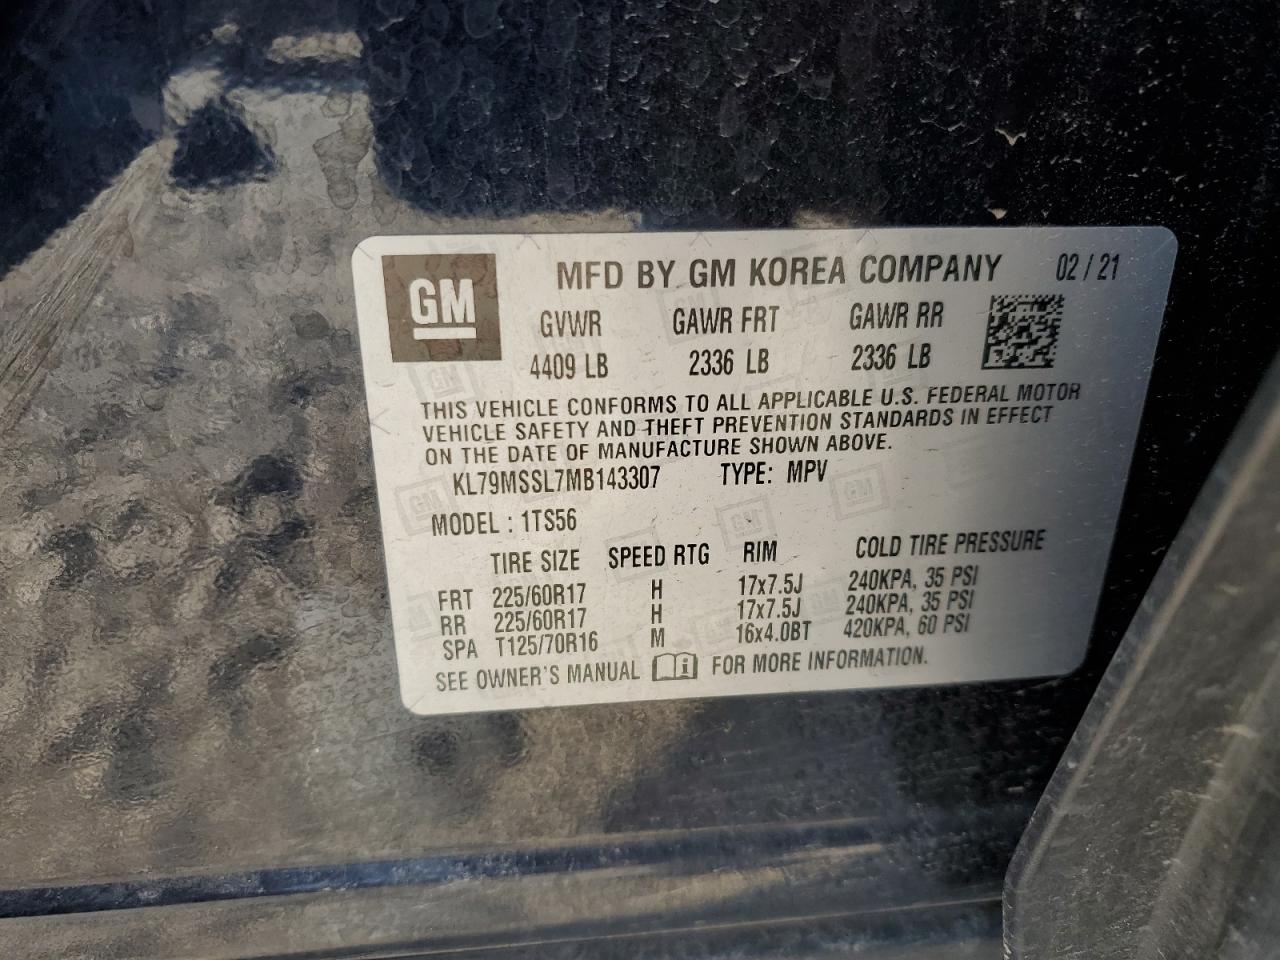 GM
MFD BY GM KOREA COMPANY 02 / 21
GVWR GAWR FRT GAWR RR
4409 LB 2336 LB 2336 LB
THIS VEHICLE CONFORMS TO ALL APPLICABLE U.S. FEDERAL MOTOR
VEHICLE SAFETY AND THEFT PREVENTION STANDARDS IN EFFECT
ON THE DATE OF MANUFACTURE SHOWN ABOVE.
KL79MSSL7MB143307 TYPE: MPV
MODEL : 1TS56
TIRE SIZE SPEED RTG RIM COLD TIRE PRESSURE
FRT 225/60R17 H 17x7.5J 240KPA, 35 PSI
RR 225/60R17 H 17x7.5J 240KPA, 35 PSI
SPA T125/70R16 M 16x4.0BT 420KPA, 60 PSI
SEE OWNER'S MANUAL i FOR MORE INFORMATION.